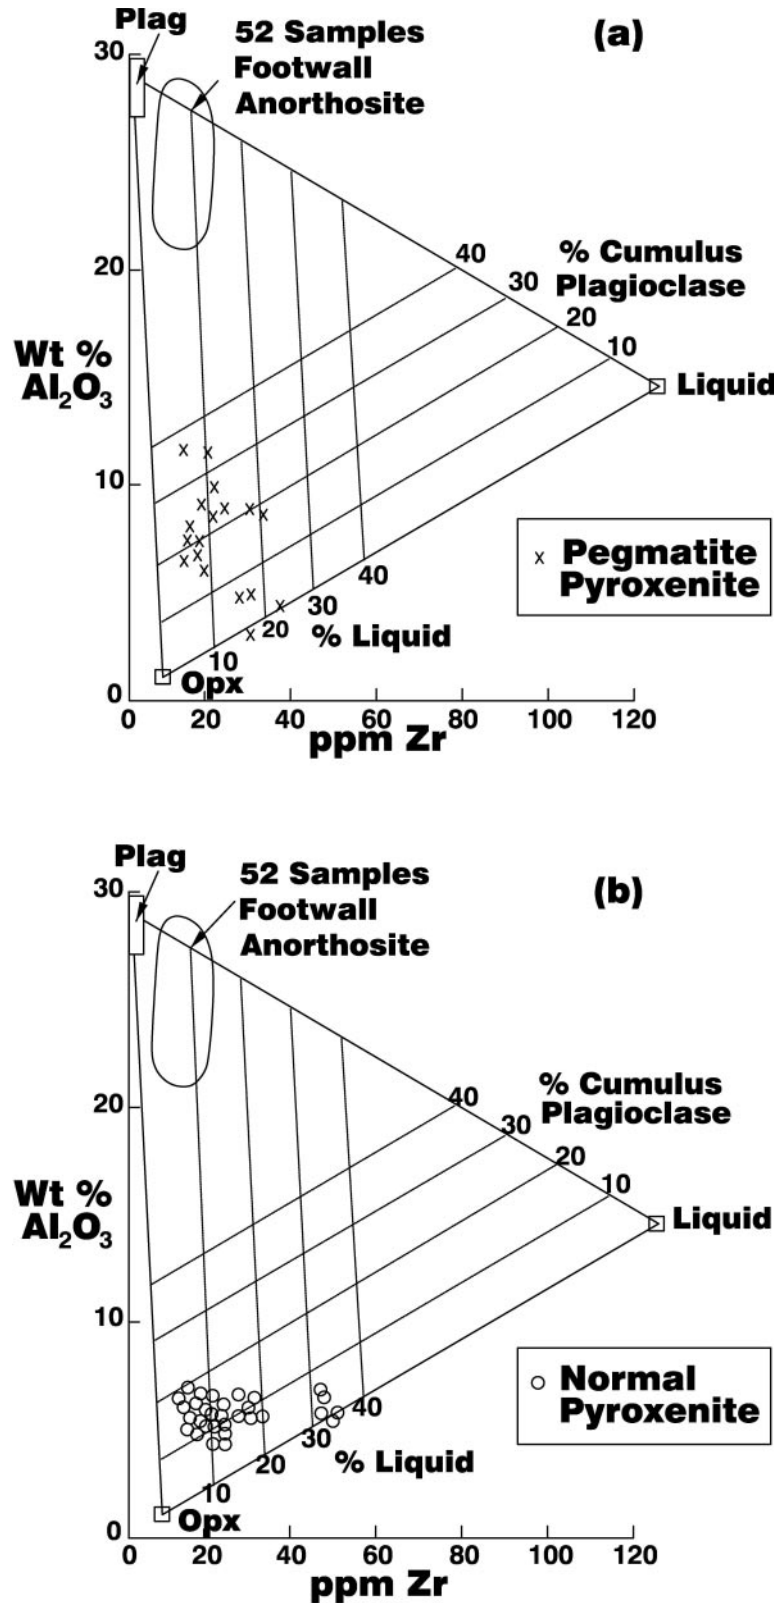 Plag
52 Samples
Footwall
Anorthosite
(a)
30
20
10
0
Wt %
Al₂O₃
40
30
20
10
% Cumulus
Plagioclase
Liquid
10
20
30
40
% Liquid
Opx
x Pegmatite
Pyroxenite
0 20 40 60 80 100 120
ppm Zr
Plag
52 Samples
Footwall
Anorthosite
(b)
30
20
10
0
Wt %
Al₂O₃
40
30
20
10
% Cumulus
Plagioclase
Liquid
10
20
30
40
% Liquid
Opx
Normal
Pyroxenite
0 20 40 60 80 100 120
ppm Zr